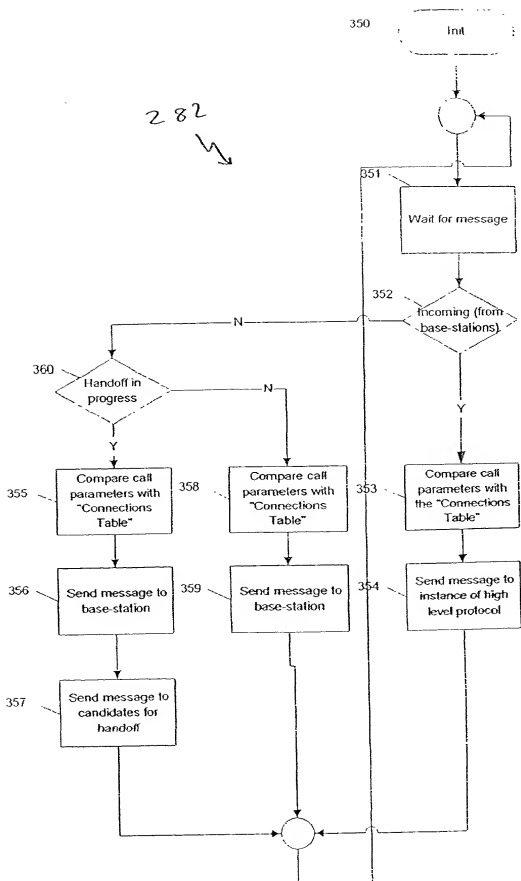 350
Init
282
351
Wait for message
352
Incoming (from
base-stations)
N
360
Handoff in
progress
N
Y
Y
355
Compare call
parameters with
"Connections
Table"
358
Compare call
parameters with
"Connections
Table"
353
Compare call
parameters with
the "Connections
Table"
356
Send message to
base-station
359
Send message to
base-station
354
Send message to
instance of high
level protocol
357
Send message to
candidates for
handoff